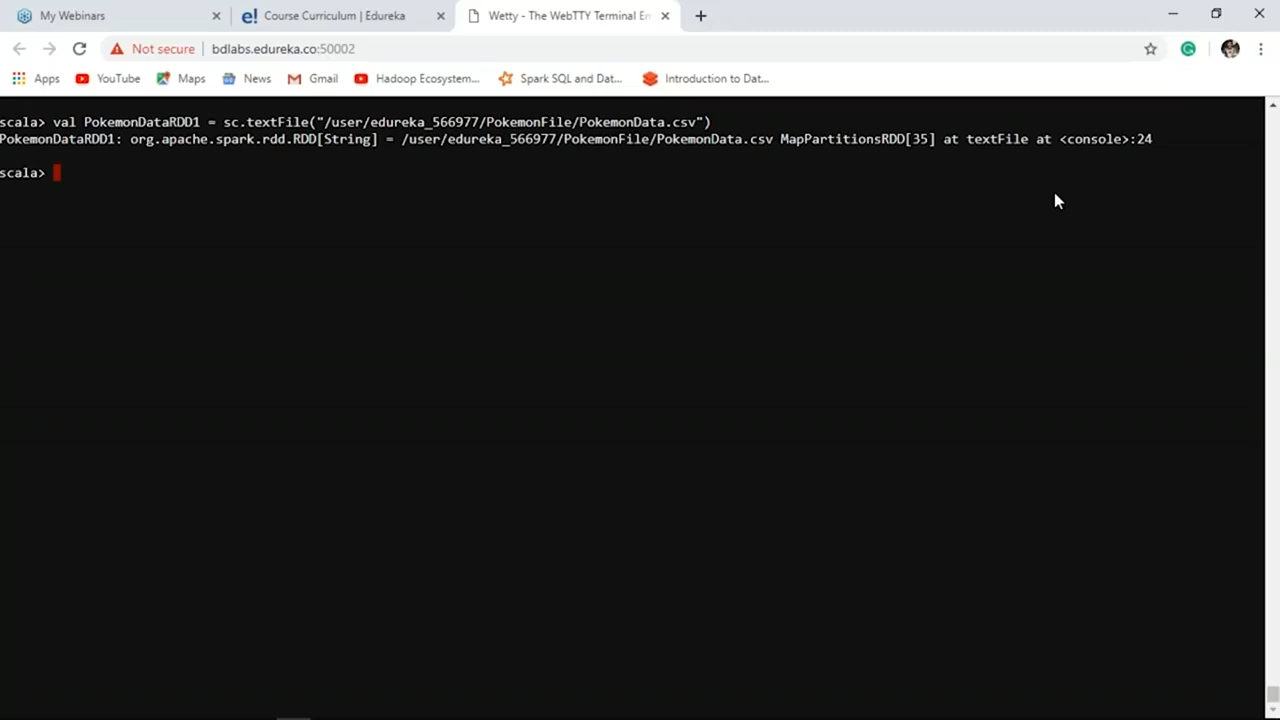 My Webinars
Course Curriculum | Edureka
Wetty - The WebTTY Terminal En
Not secure
bdlabs.edureka.co:50002
Apps
YouTube
Maps
News
Gmail
Hadoop Ecosystem...
Spark SQL and Dat...
Introduction to Dat...
scala> val PokemonDataRDD1 = sc.textFile("/user/edureka_566977/PokemonFile/PokemonData.csv")
PokemonDataRDD1: org.apache.spark.rdd.RDD[String] = /user/edureka_566977/PokemonFile/PokemonData.csv MapPartitionsRDD[35] at textFile at <console>:24
scala>